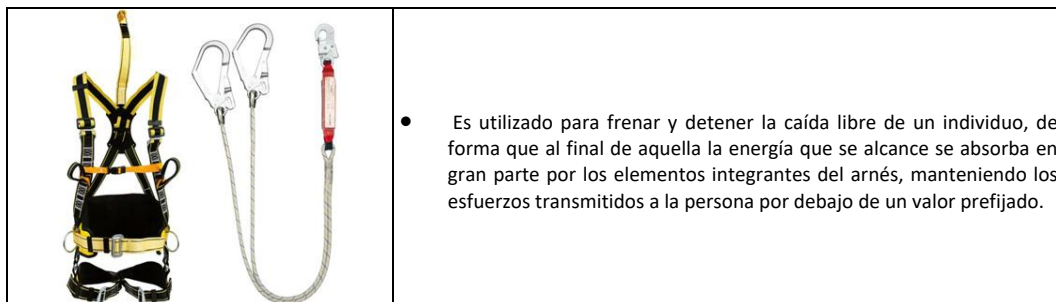 ● Es utilizado para frenar y detener la caída libre de un individuo, de
forma que al final de aquella la energía que se alcance se absorba en
gran parte por los elementos integrantes del arnés, manteniendo los
esfuerzos transmitidos a la persona por debajo de un valor prefijado.